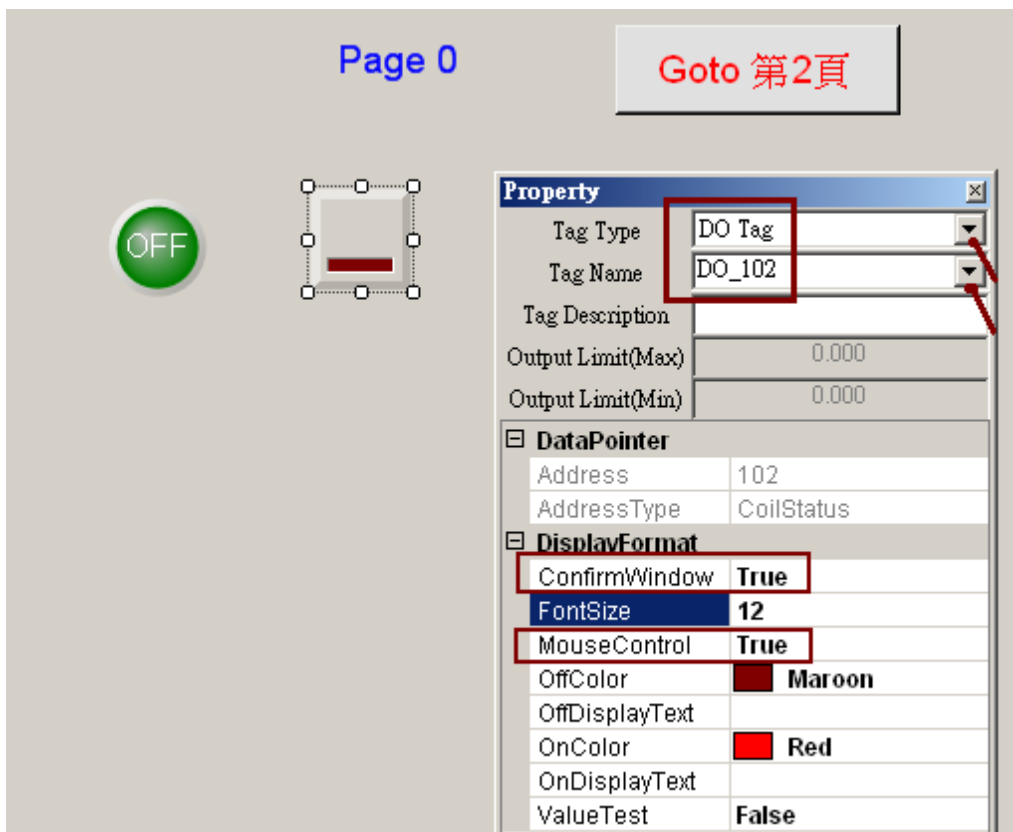 Page 0
Goto 第2頁
OFF
Property
Tag Type DO Tag
Tag Name DO_102
Tag Description
Output Limit(Max) 0.000
Output Limit(Min) 0.000
DataPointer
Address 102
AddressType CoilStatus
DisplayFormat
ConfirmWindow True
FontSize 12
MouseControl True
OffColor Maroon
OffDisplayText
OnColor Red
OnDisplayText
ValueTest False